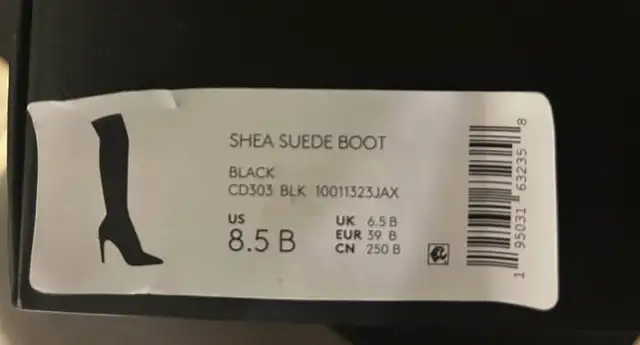 SHEA SUEDE BOOT
BLACK
CD303 BLK 10011323JAX
US
8.5 B
UK 6.5 B
EUR 39 B
CN 250 B
1 95031 63235 8